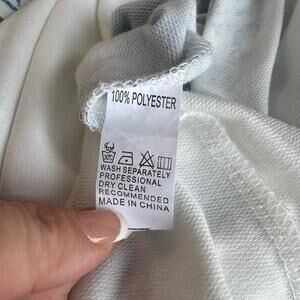 100% POLYESTER
WASH SEPARATELY
PROFESSIONAL
DRY CLEAN
RECOMMENDED
MADE IN CHINA